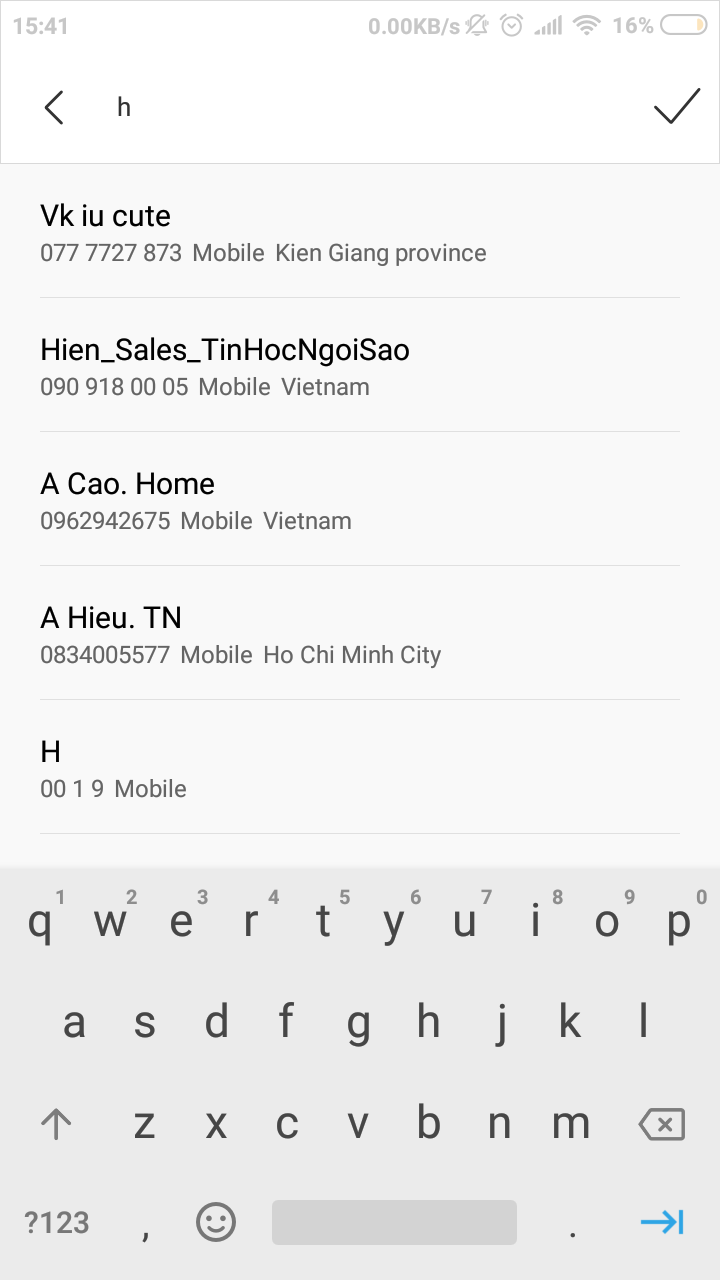 15:41 0.00KB/s 16%
h
Vk iu cute
077 7727 873 Mobile Kien Giang province
Hien_Sales_TinHocNgoiSao
090 918 00 05 Mobile Vietnam
A Cao. Home
0962942675 Mobile Vietnam
A Hieu. TN
0834005577 Mobile Ho Chi Minh City
H
00 1 9 Mobile
1 2 3 4 5 6 7 8 9 0
q w e r t y u i o p
a s d f g h j k l
z x c v b n m
?123 , .